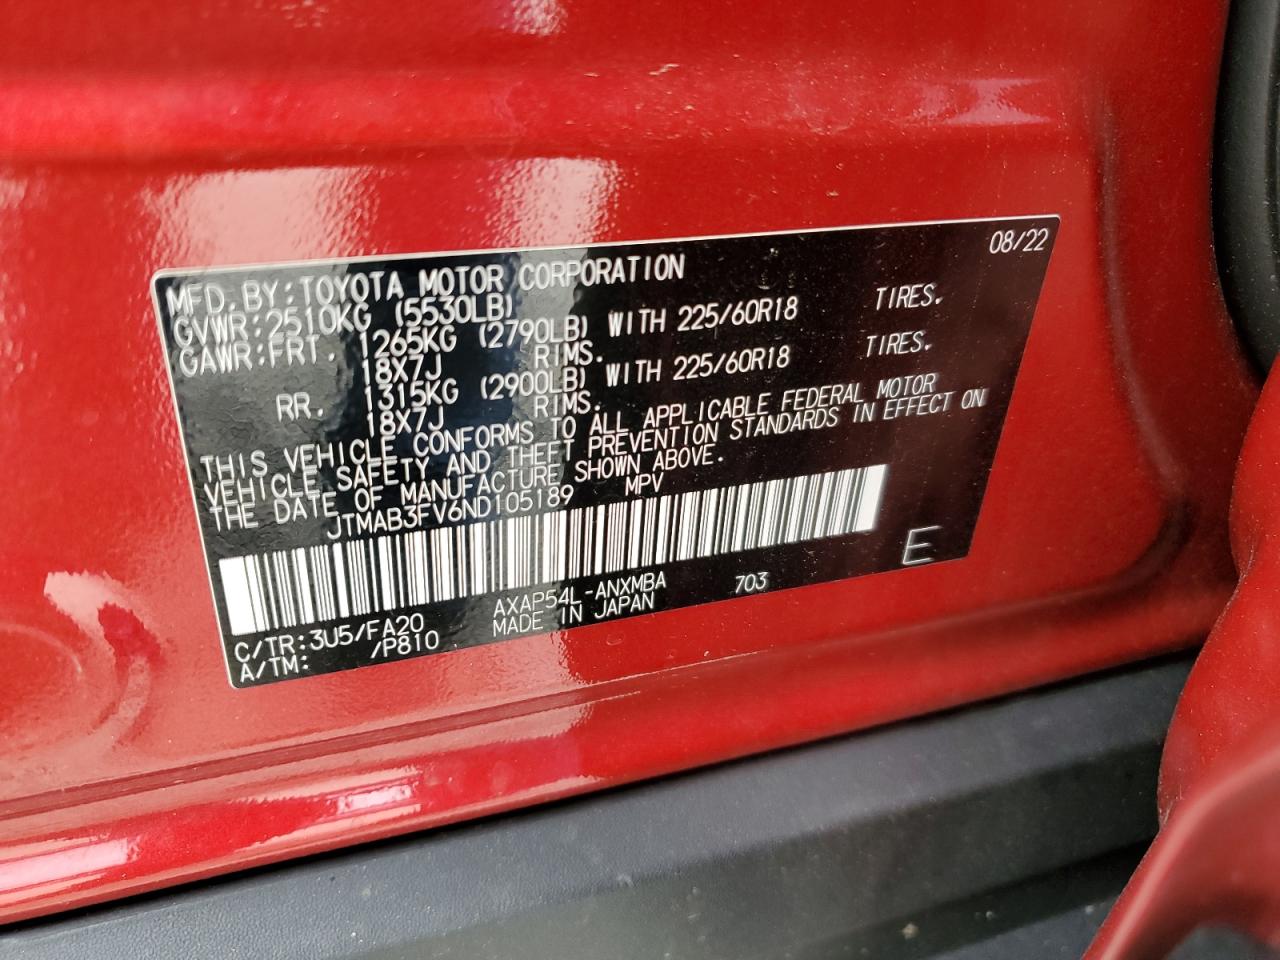 08/22
MFD. BY: TOYOTA MOTOR CORPORATION
GVWR: 2510KG (5530LB)
GAWR: FRT. 1265KG (2790LB) WITH 225/60R18 TIRES.
18X7J RIMS.
RR. 1315KG (2900LB) WITH 225/60R18 TIRES.
18X7J RIMS.
THIS VEHICLE CONFORMS TO ALL APPLICABLE FEDERAL MOTOR
VEHICLE SAFETY AND THEFT PREVENTION STANDARDS IN EFFECT ON
THE DATE OF MANUFACTURE SHOWN ABOVE.
JTMAB3FV6ND105189 MPV
E
C/TR: 3U5/FA20 AXAP54L-ANXMBA 703
A/TM: /P810 MADE IN JAPAN